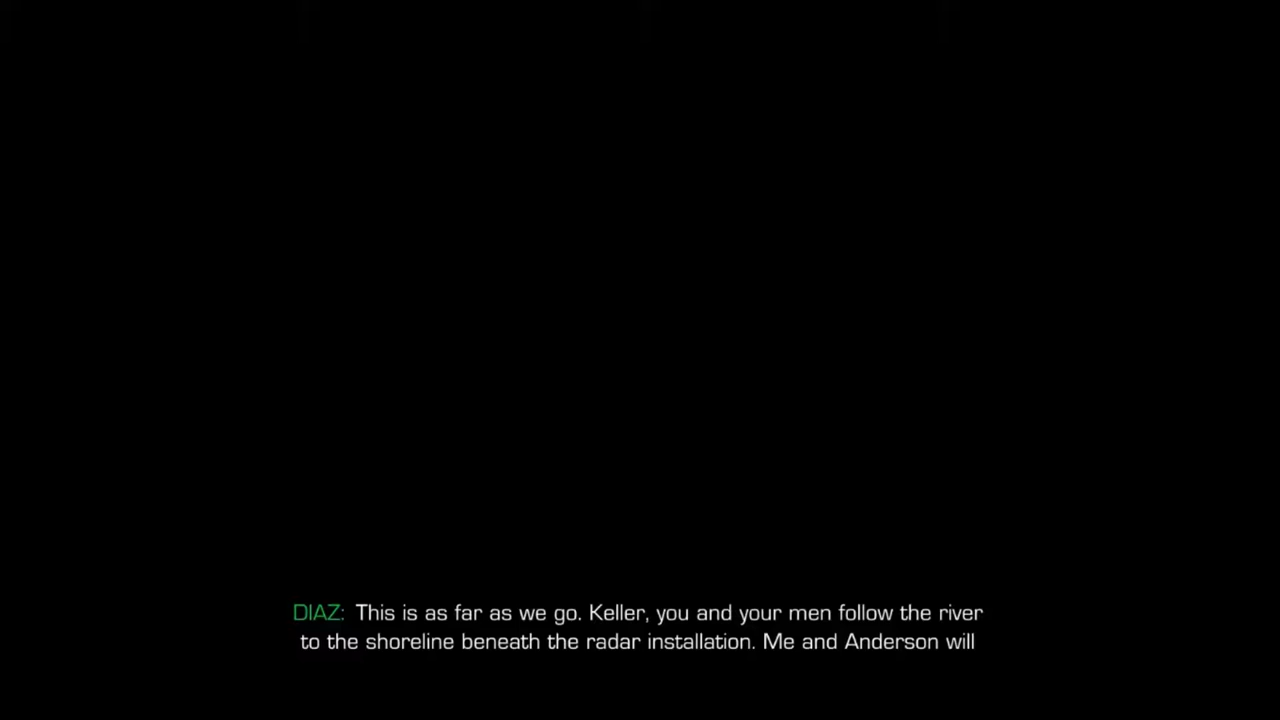 DIAZ: This is as far as we go. Keller, you and your men follow the river
to the shoreline beneath the radar installation. Me and Anderson will